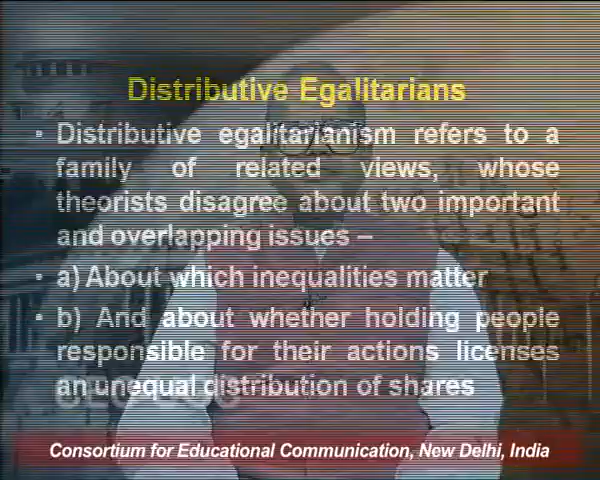 Distributive Egalitarians
• Distributive egalitarianism refers to a
family of related views, whose
theorists disagree about two important
and overlapping issues –
• a) About which inequalities matter
• b) And about whether holding people
responsible for their actions licenses
an unequal distribution of shares
Consortium for Educational Communication, New Delhi, India